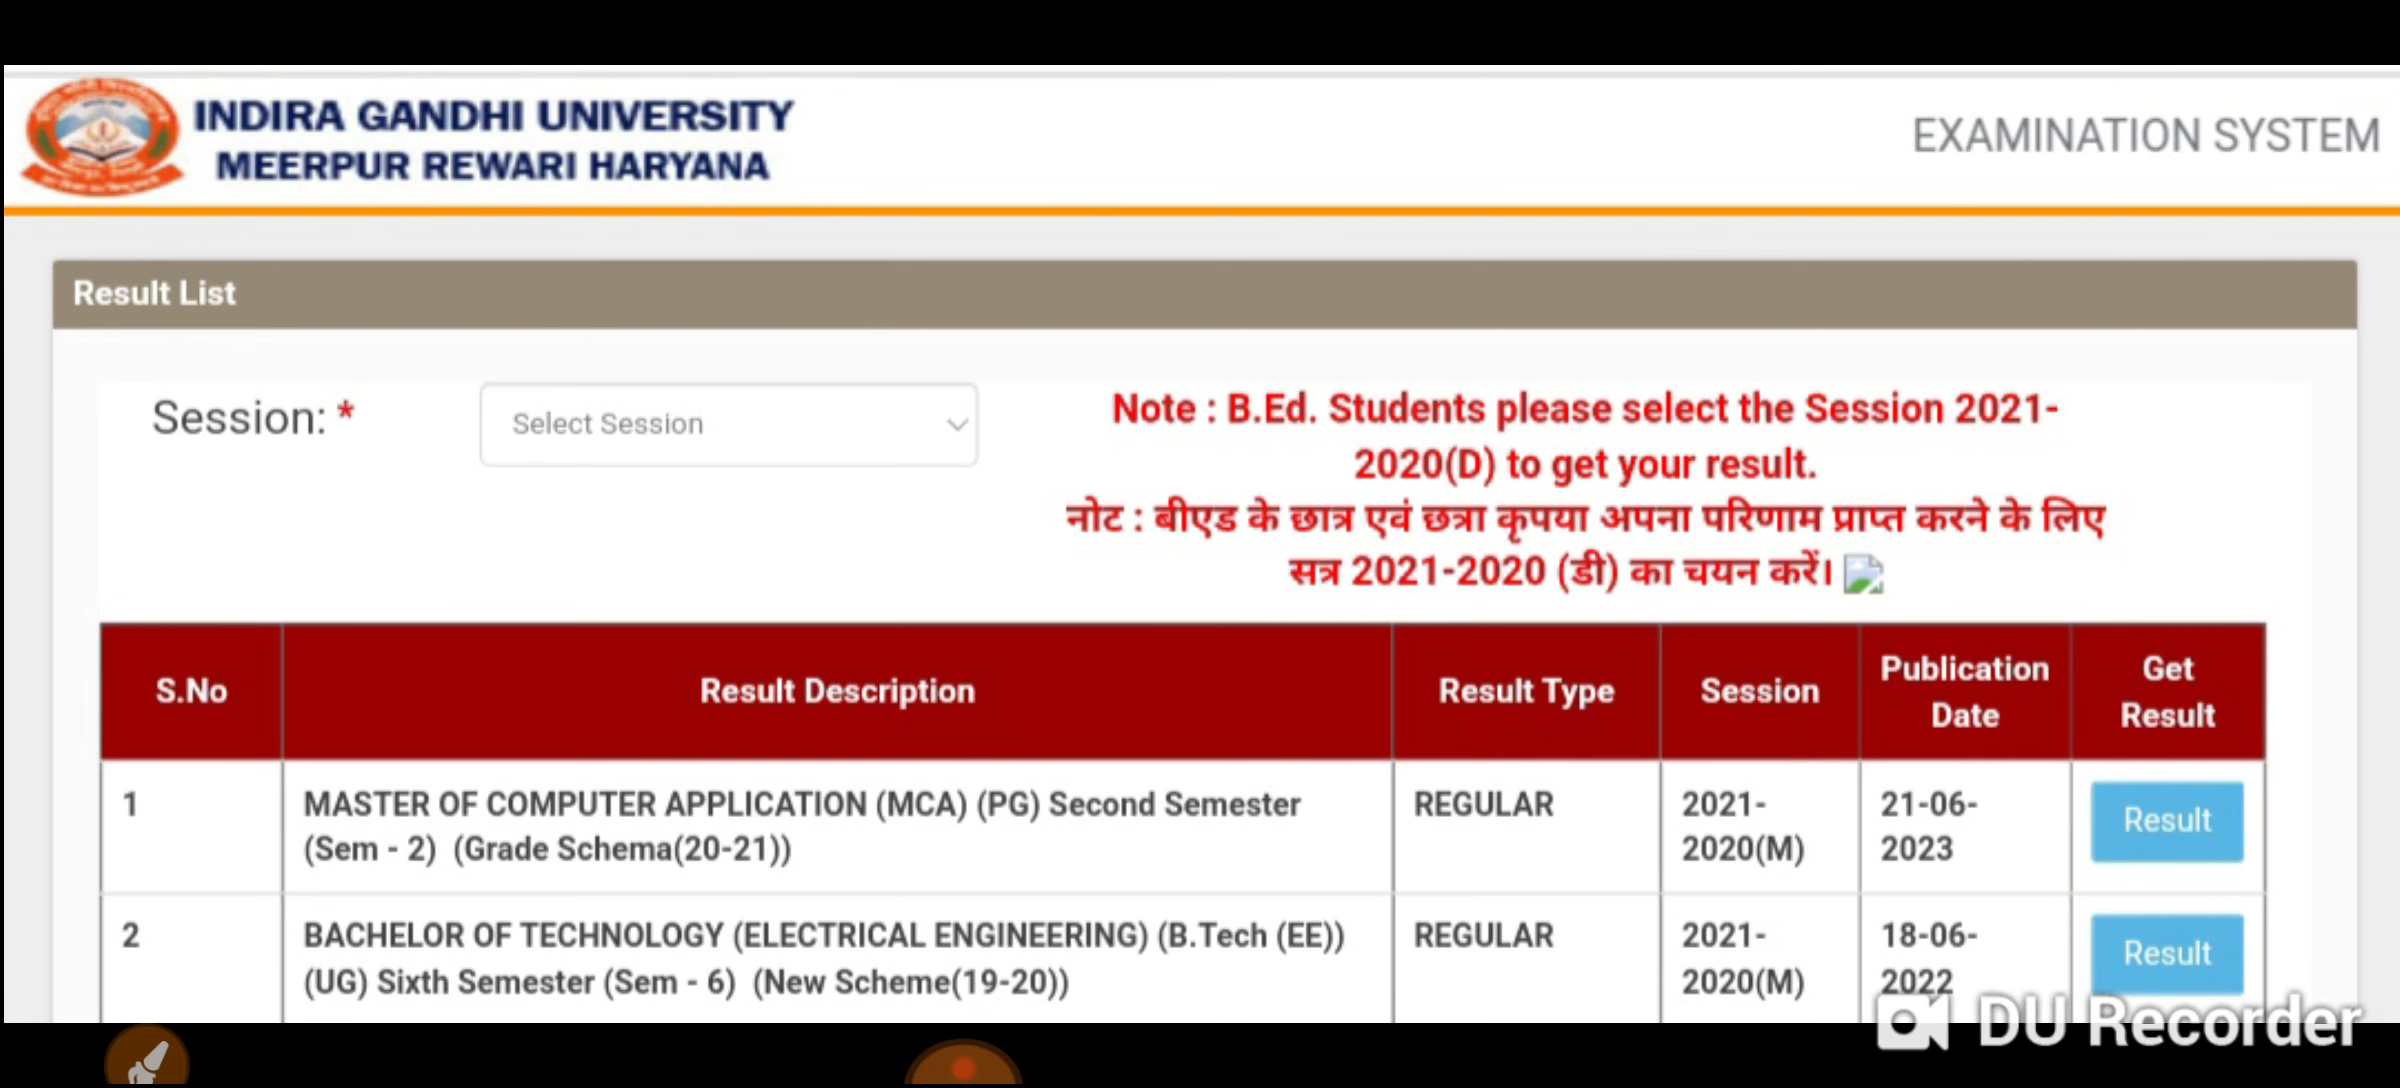 INDIRA GANDHI UNIVERSITY
MEERPUR REWARI HARYANA
EXAMINATION SYSTEM
Result List
Session: *
Select Session
Note : B.Ed. Students please select the Session 2021-
2020(D) to get your result.
नोट : बीएड के छात्र एवं छत्रा कृपया अपना परिणाम प्राप्त करने के लिए
सत्र 2021-2020 (डी) का चयन करें।
S.No
Result Description
Result Type
Session
Publication
Date
Get
Result
1
MASTER OF COMPUTER APPLICATION (MCA) (PG) Second Semester
(Sem - 2) (Grade Schema(20-21))
REGULAR
2021-
2020(M)
21-06-
2023
Result
2
BACHELOR OF TECHNOLOGY (ELECTRICAL ENGINEERING) (B.Tech (EE))
(UG) Sixth Semester (Sem - 6) (New Scheme(19-20))
REGULAR
2021-
2020(M)
18-06-
2022
Result
DU Recorder